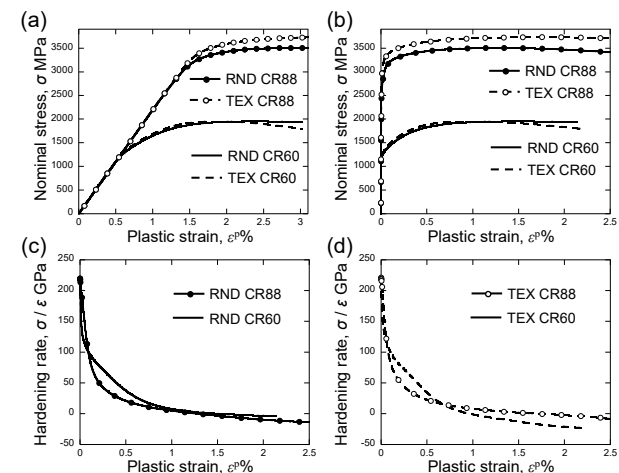 (a)
4000
3500
3000
2500
2000
1500
1000
500
0
Nominal stress, σ MPa
RND CR88
TEX CR88
RND CR60
TEX CR60
0 0.5 1 1.5 2 2.5 3
Plastic strain, εᵖ%
(b)
4000
3500
3000
2500
2000
1500
1000
500
0
Nominal stress, σ MPa
RND CR88
TEX CR88
RND CR60
TEX CR60
0 0.5 1 1.5 2 2.5
Plastic strain, εᵖ%
(c)
250
200
150
100
50
0
-50
Hardening rate, σ / ε GPa
RND CR88
RND CR60
0 0.5 1 1.5 2 2.5
Plastic strain, εᵖ%
(d)
250
200
150
100
50
0
-50
Hardening rate, σ / ε GPa
TEX CR88
TEX CR60
0 0.5 1 1.5 2 2.5
Plastic strain, εᵖ%